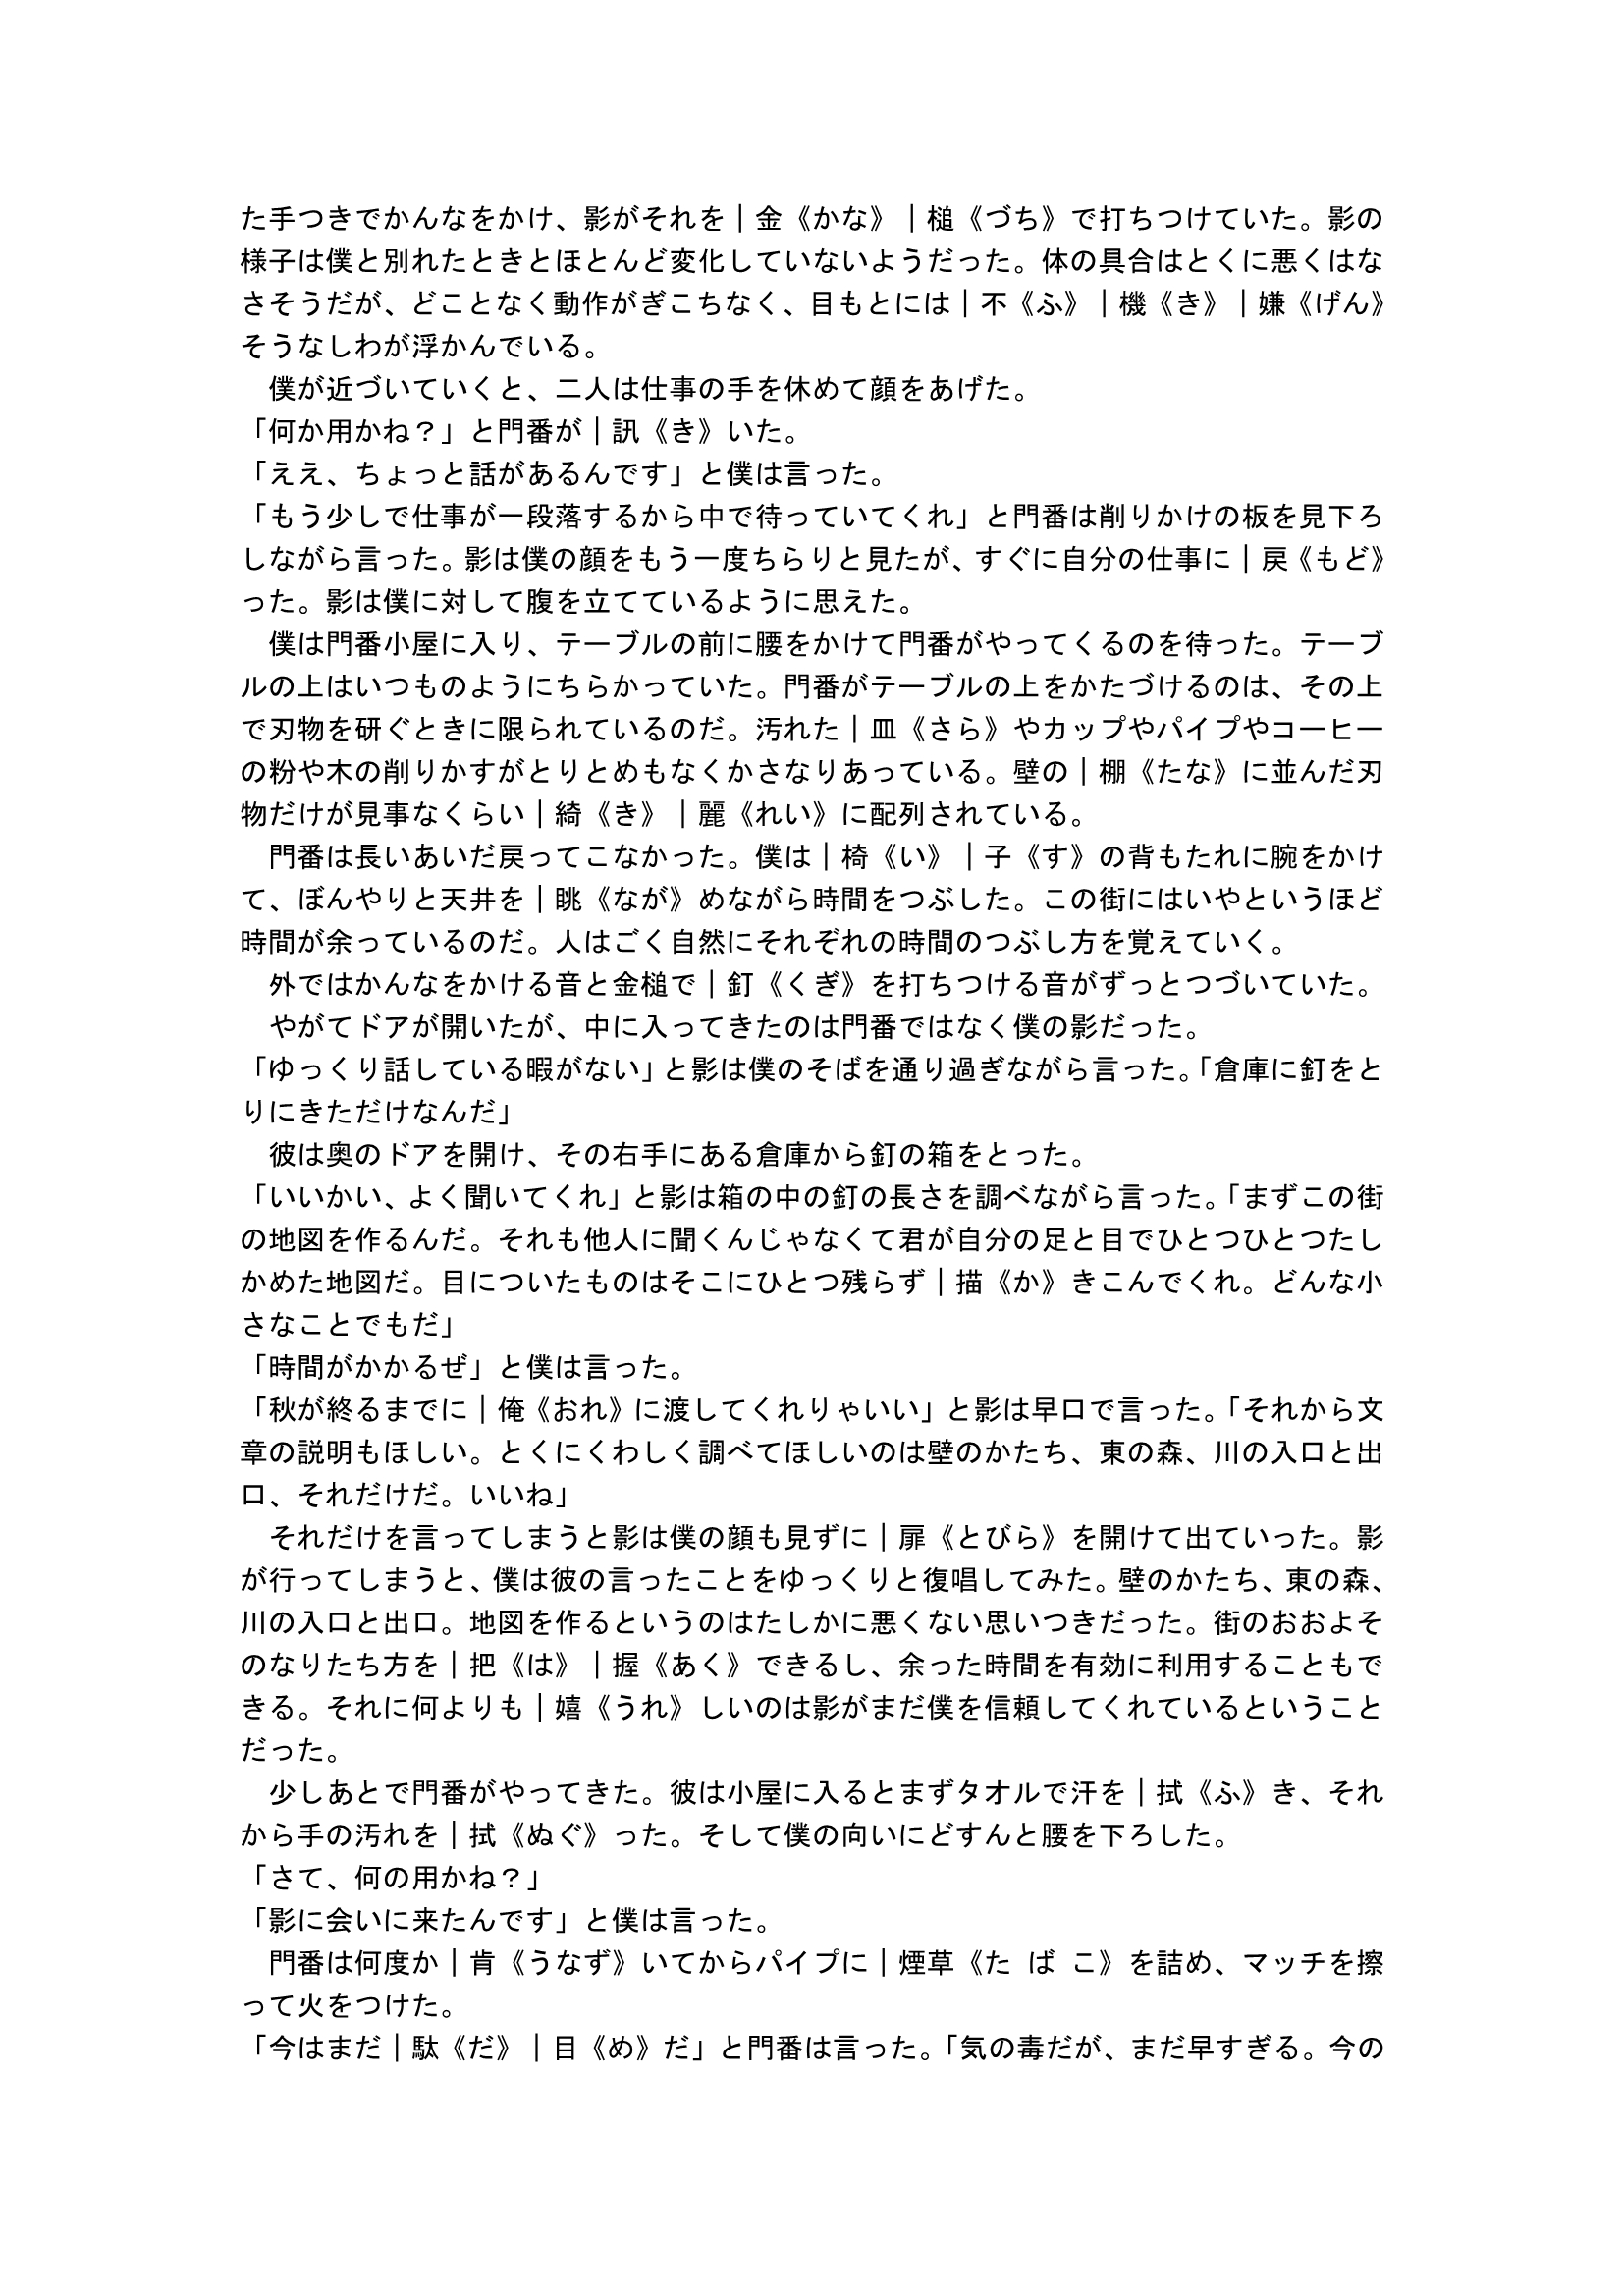 た手つきでかんなをかけ、影がそれを｜金《かな》｜槌《づち》で打ちつけていた。影の
様子は僕と別れたときとほとんど変化していないようだった。体の具合はとくに悪くはな
さそうだが、どことなく動作がぎこちなく、目もとには｜不《ふ》｜機《き》｜嫌《げん》
そうなしわが浮かんでいる。
　僕が近づいていくと、二人は仕事の手を休めて顔をあげた。
「何か用かね？」と門番が｜訊《き》いた。
「ええ、ちょっと話があるんです」と僕は言った。
「もう少しで仕事が一段落するから中で待っていてくれ」と門番は削りかけの板を見下ろ
しながら言った。影は僕の顔をもう一度ちらりと見たが、すぐに自分の仕事に｜戻《もど》
った。影は僕に対して腹を立てているように思えた。
　僕は門番小屋に入り、テーブルの前に腰をかけて門番がやってくるのを待った。テーブ
ルの上はいつものようにちらかっていた。門番がテーブルの上をかたづけるのは、その上
で刃物を研ぐときに限られているのだ。汚れた｜皿《さら》やカップやパイプやコーヒー
の粉や木の削りかすがとりとめもなくかさなりあっている。壁の｜棚《たな》に並んだ刃
物だけが見事なくらい｜綺《き》｜麗《れい》に配列されている。
　門番は長いあいだ戻ってこなかった。僕は｜椅《い》｜子《す》の背もたれに腕をかけ
て、ぼんやりと天井を｜眺《なが》めながら時間をつぶした。この街にはいやというほど
時間が余っているのだ。人はごく自然にそれぞれの時間のつぶし方を覚えていく。
　外ではかんなをかける音と金槌で｜釘《くぎ》を打ちつける音がずっとつづいていた。
　やがてドアが開いたが、中に入ってきたのは門番ではなく僕の影だった。
「ゆっくり話している暇がない」と影は僕のそばを通り過ぎながら言った。「倉庫に釘をと
りにきただけなんだ」
　彼は奥のドアを開け、その右手にある倉庫から釘の箱をとった。
「いいかい、よく聞いてくれ」と影は箱の中の釘の長さを調べながら言った。「まずこの街
の地図を作るんだ。それも他人に聞くんじゃなくて君が自分の足と目でひとつひとつたし
かめた地図だ。目についたものはそこにひとつ残らず｜描《か》きこんでくれ。どんな小
さなことでもだ」
「時間がかかるぜ」と僕は言った。
「秋が終るまでに｜俺《おれ》に渡してくれりゃいい」と影は早口で言った。「それから文
章の説明もほしい。とくにくわしく調べてほしいのは壁のかたち、東の森、川の入口と出
口、それだけだ。いいね」
　それだけを言ってしまうと影は僕の顔も見ずに｜扉《とびら》を開けて出ていった。影
が行ってしまうと、僕は彼の言ったことをゆっくりと復唱してみた。壁のかたち、東の森、
川の入口と出口。地図を作るというのはたしかに悪くない思いつきだった。街のおおよそ
のなりたち方を｜把《は》｜握《あく》できるし、余った時間を有効に利用することもで
きる。それに何よりも｜嬉《うれ》しいのは影がまだ僕を信頼してくれているということ
だった。
　少しあとで門番がやってきた。彼は小屋に入るとまずタオルで汗を｜拭《ふ》き、それ
から手の汚れを｜拭《ぬぐ》った。そして僕の向いにどすんと腰を下ろした。
「さて、何の用かね？」
「影に会いに来たんです」と僕は言った。
　門番は何度か｜肯《うなず》いてからパイプに｜煙草《た ば こ》を詰め、マッチを擦
って火をつけた。
「今はまだ｜駄《だ》｜目《め》だ」と門番は言った。「気の毒だが、まだ早すぎる。今の